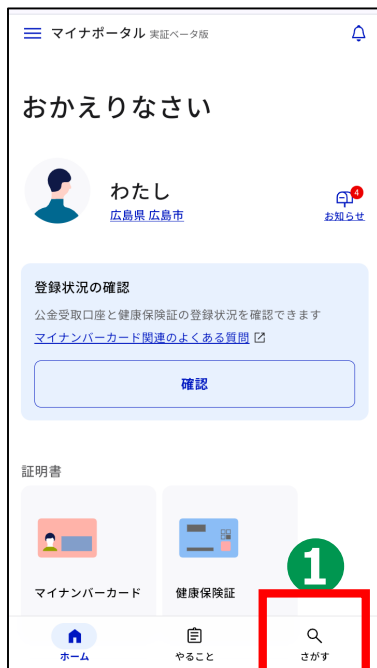 マイナポータル 実証ベータ版
おかえりなさい
わたし
広島県 広島市
4
お知らせ
登録状況の確認
公金受取口座と健康保険証の登録状況を確認できます
マイナンバーカード関連のよくある質問
確認
証明書
マイナンバーカード
健康保険証
1
ホーム
やること
さがす